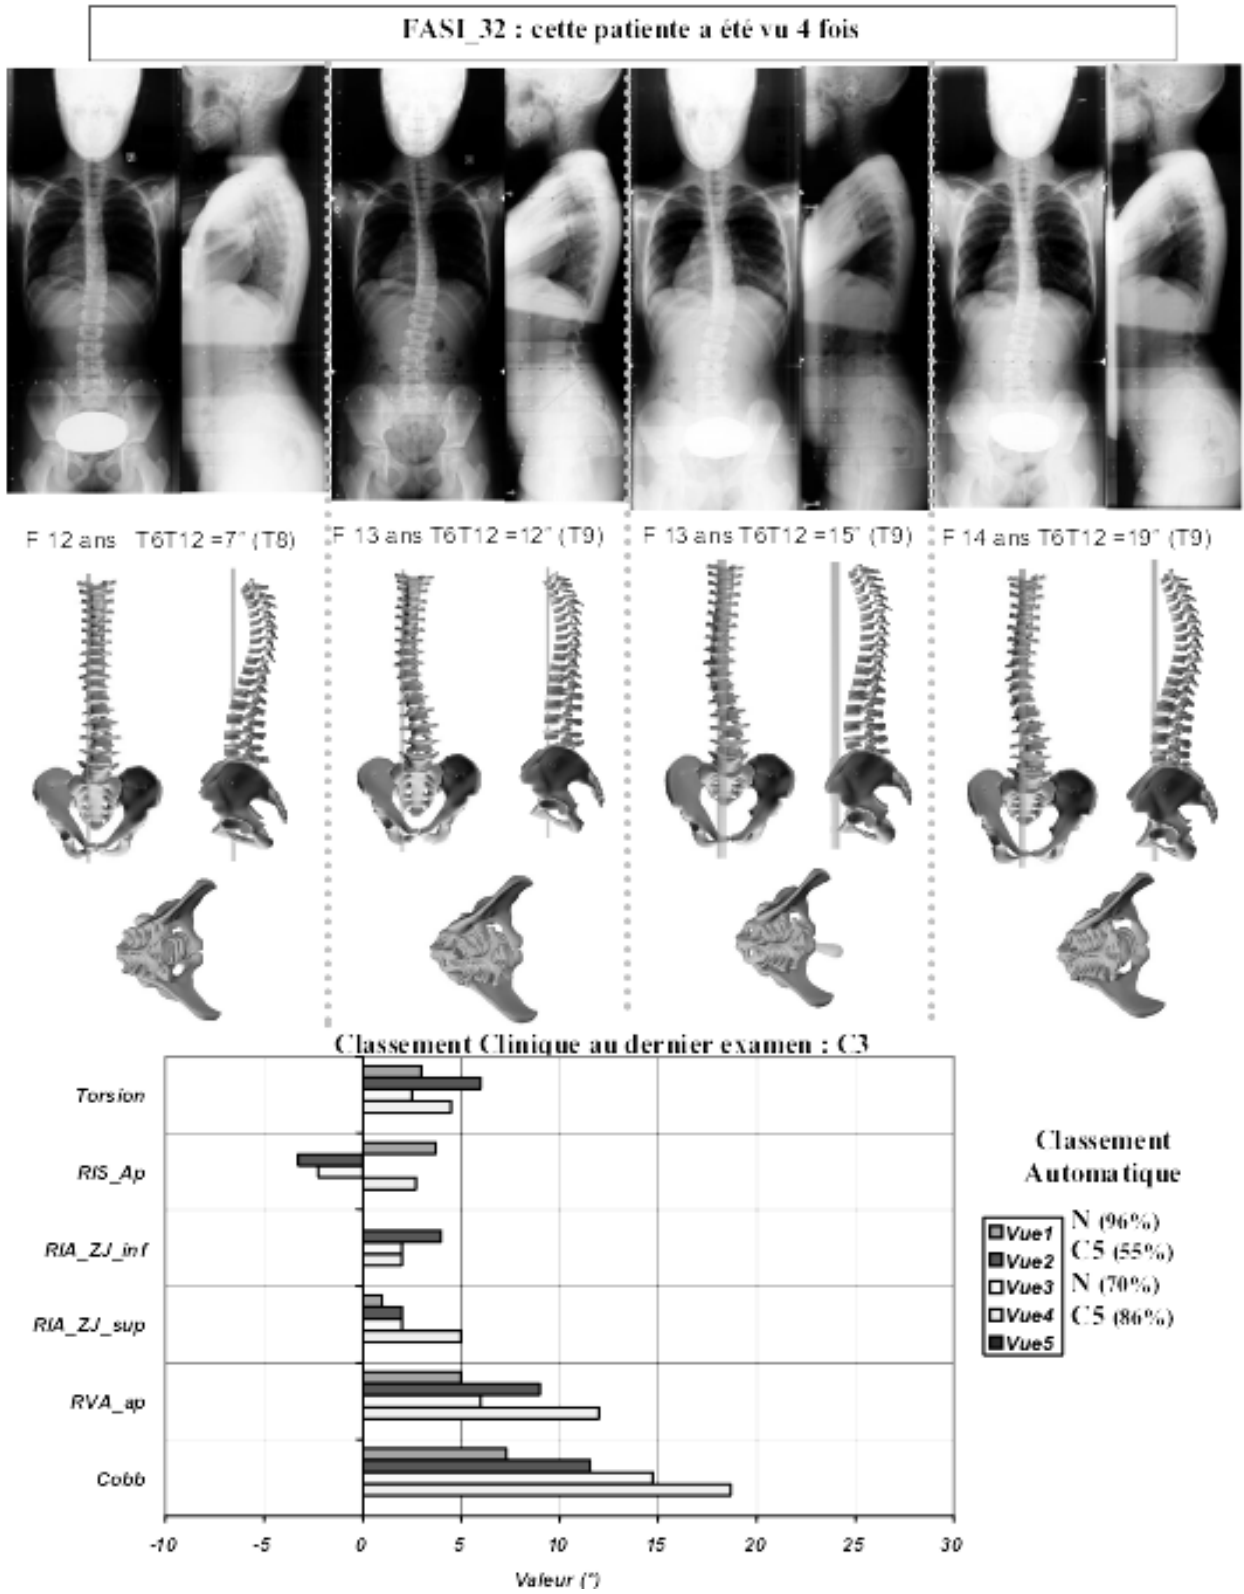 FASI_32 : cette patiente a été vu 4 fois
F 12 ans T6T12 =7" (T8)
F 13 ans T6T12 =12" (T9)
F 13 ans T6T12 =15" (T9)
F 14 ans T6T12 =19" (T9)
Classement Clinique au dernier examen : C3
Torsion
RIS_Ap
RIA_ZJ_inf
RIA_ZJ_sup
RVA_ap
Cobb
-10 -5 0 5 10 15 20 25 30
Valeur (°)
Classement
Automatique
Vue1 N (96%)
Vue2 C5 (55%)
Vue3 N (70%)
Vue4 C5 (86%)
Vue5